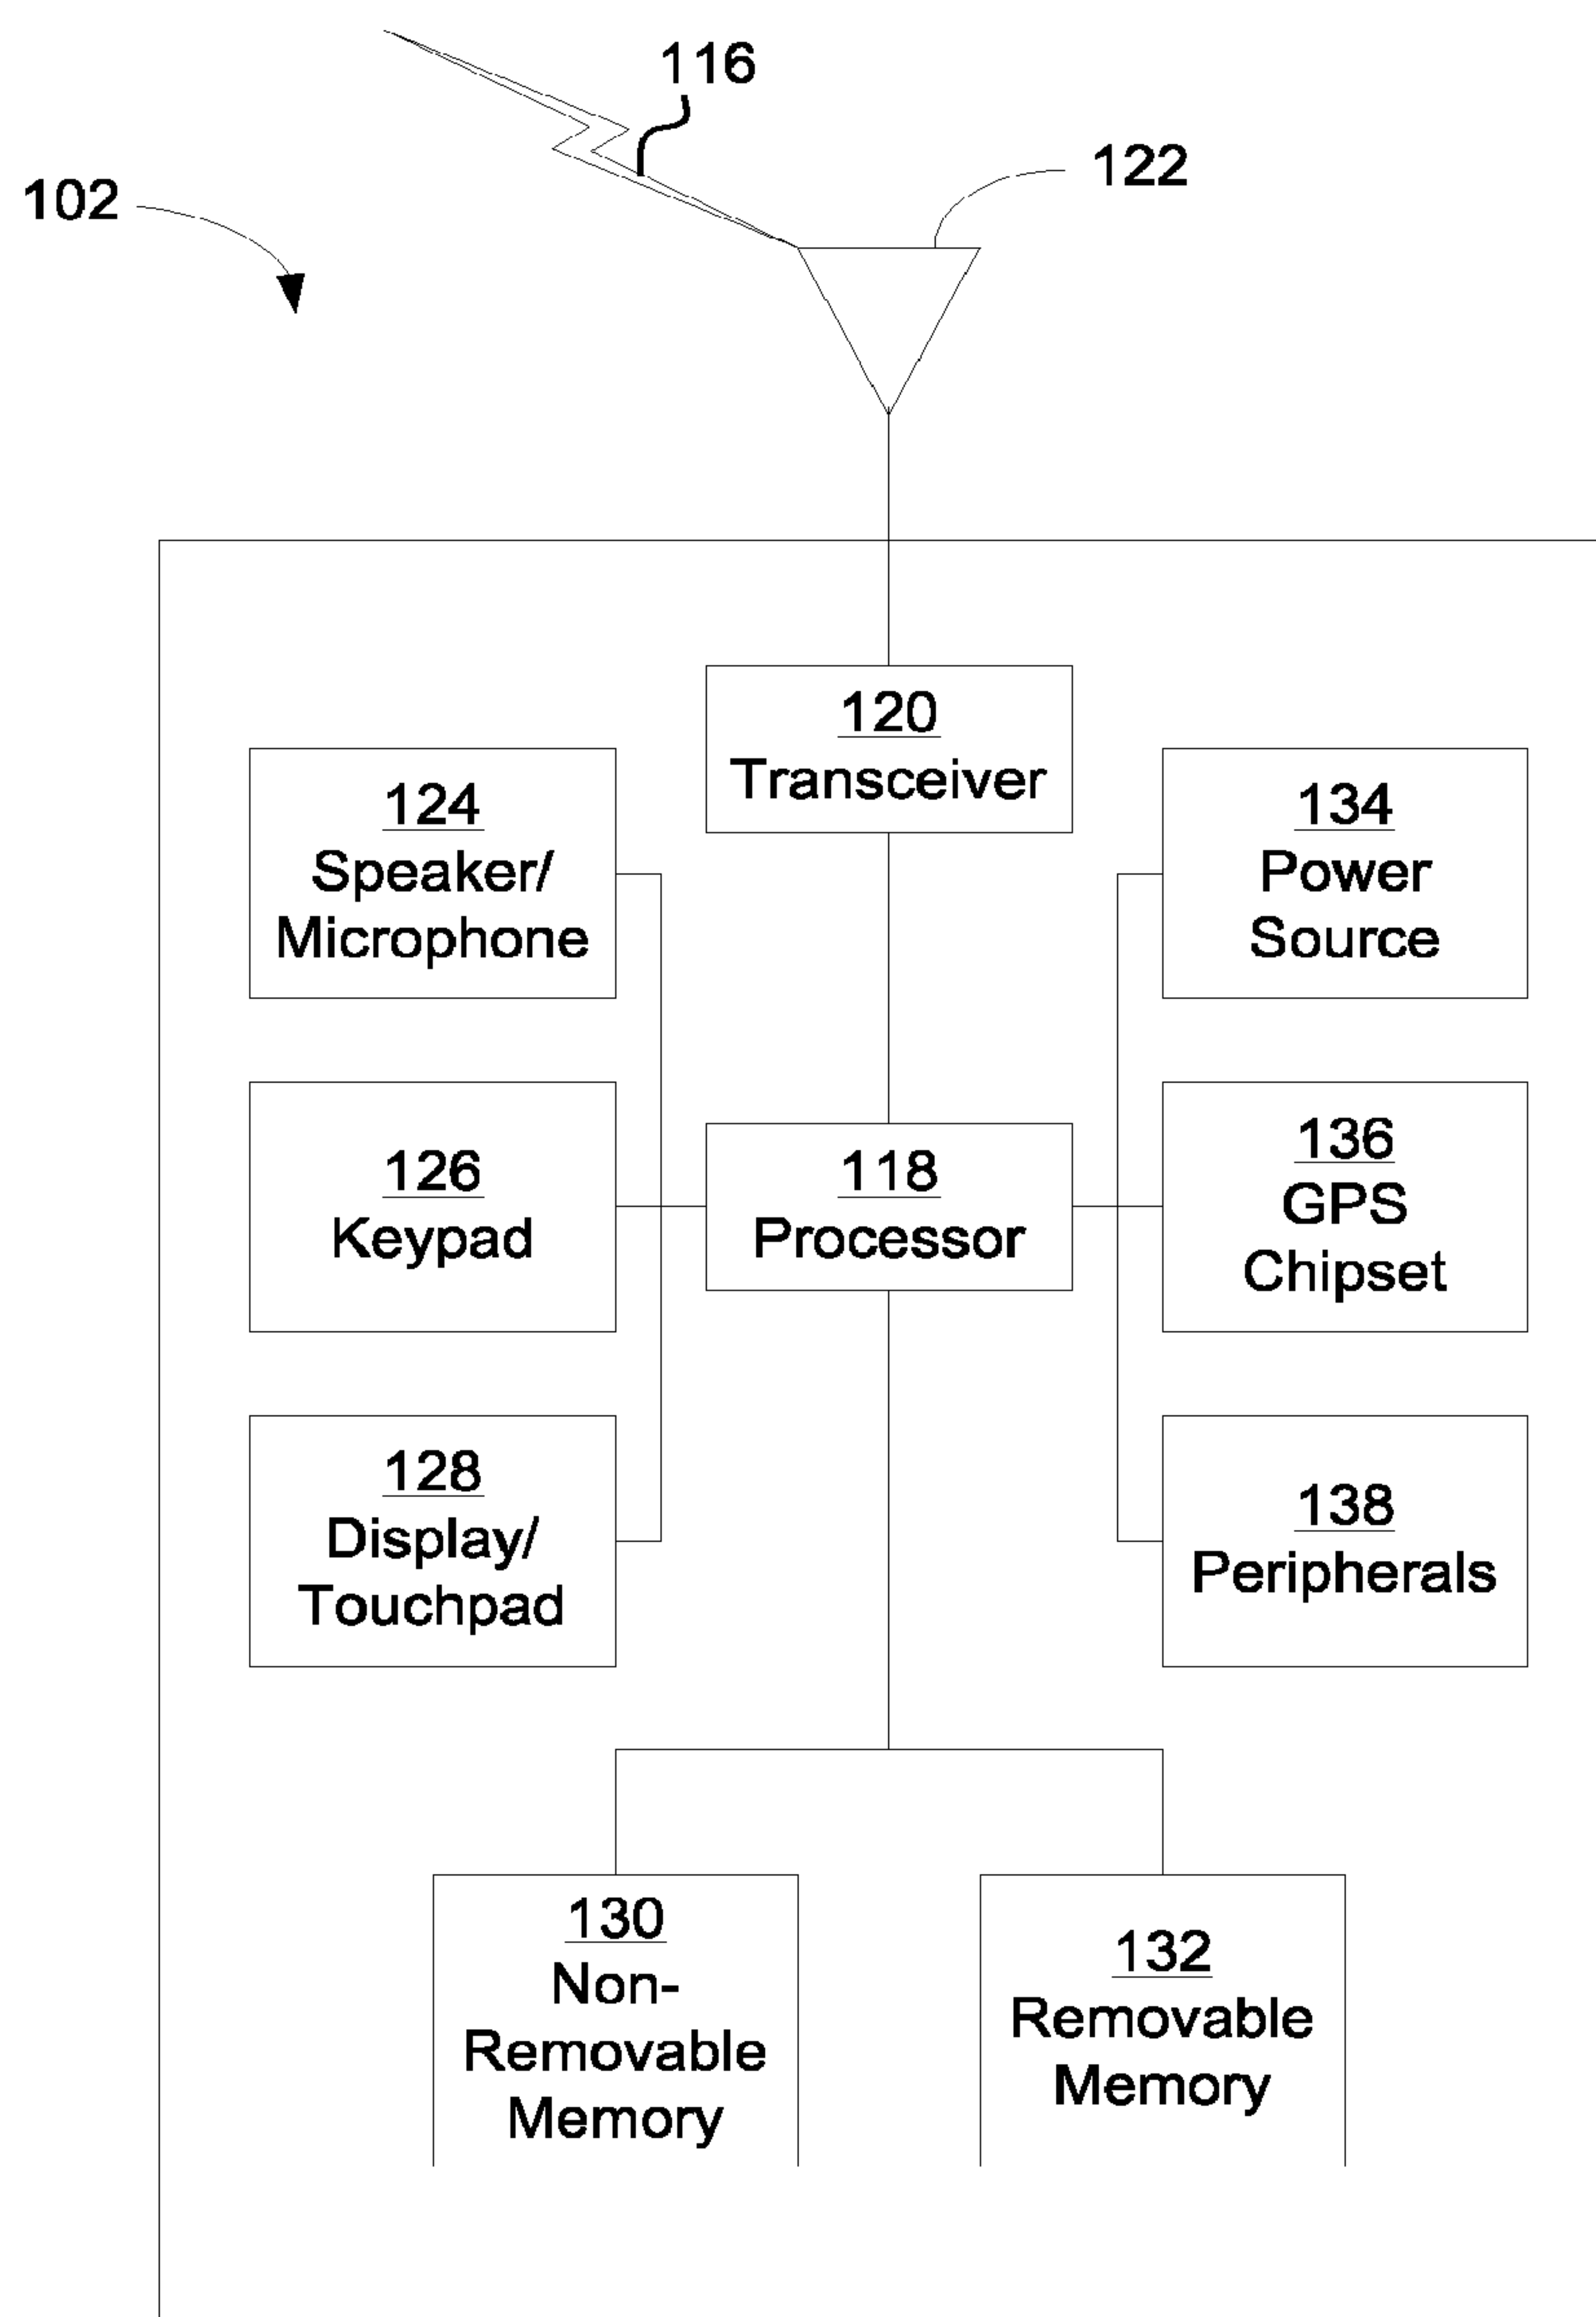 116
122
102
120
Transceiver
124
Speaker/
Microphone
134
Power
Source
126
Keypad
118
Processor
136
GPS
Chipset
128
Display/
Touchpad
138
Peripherals
130
Non-
Removable
Memory
132
Removable
Memory